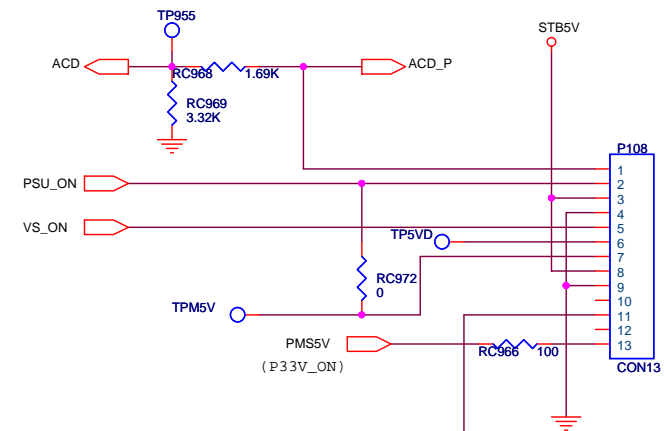 TP955
STB5V
ACD
ACD_P
RC968
1.69K
RC969
3.32K
P108
PSU_ON
VS_ON
TP5VD
RC972
0
TPM5V
PMS5V
(P33V_ON)
RC966
100
1
2
3
4
5
6
7
8
9
10
11
12
13
CON13